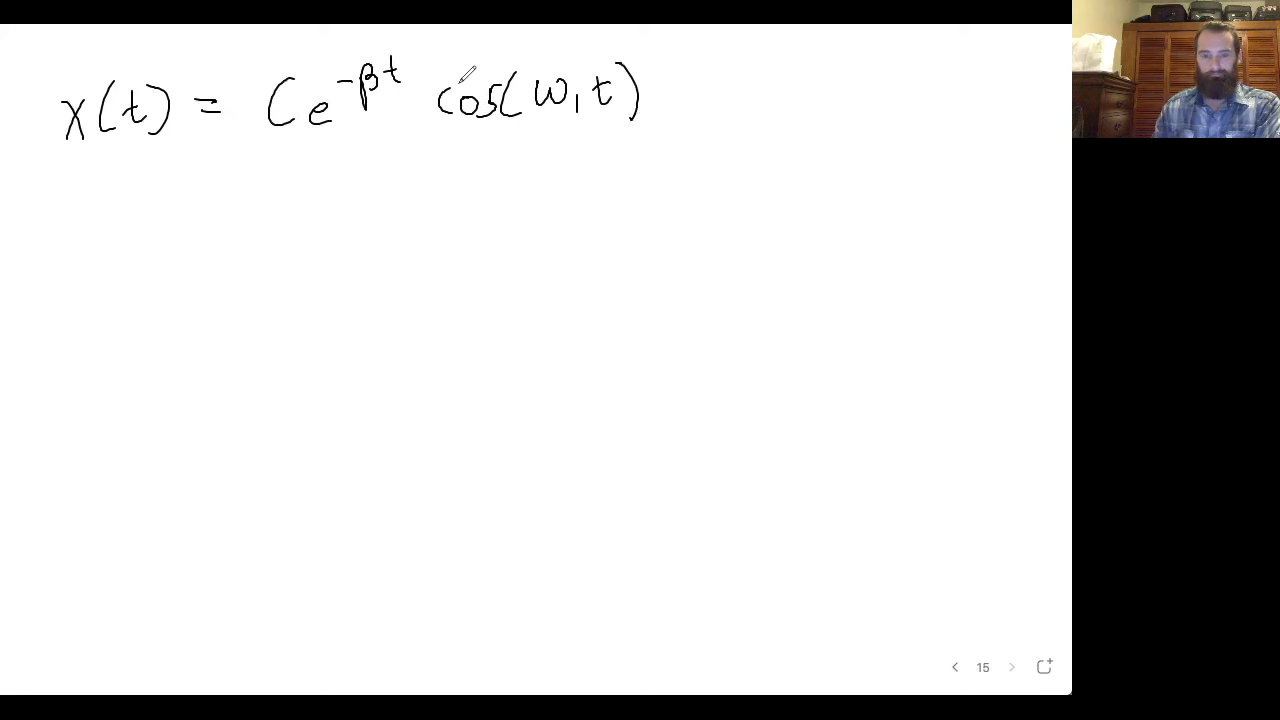 x(t) = Ce^{-βt} cos(ω₁t)
15